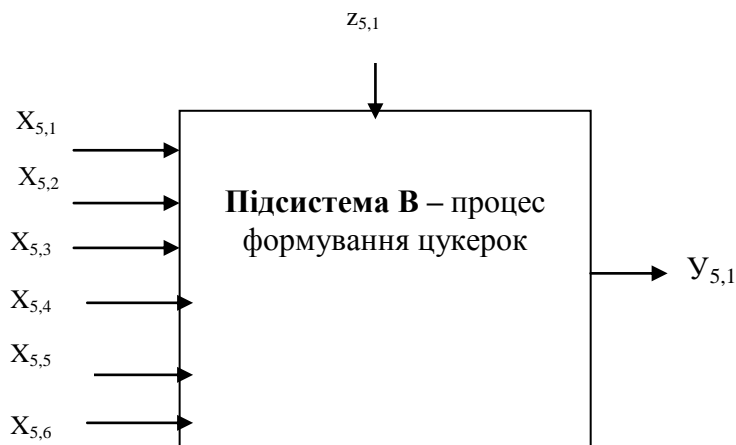 z5,1
X5,1
X5,2
Підсистема В – процес
формування цукерок
X5,3
У5,1
X5,4
X5,5
X5,6